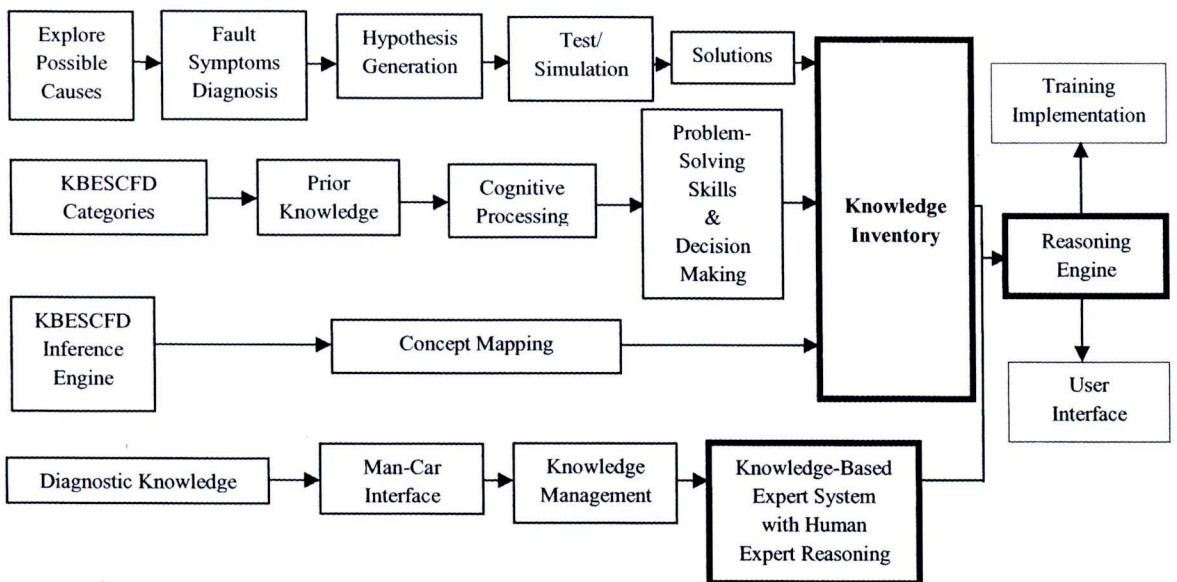 Explore
Possible
Causes
Fault
Symptoms
Diagnosis
Hypothesis
Generation
Test/
Simulation
Solutions
KBESCFD
Categories
Prior
Knowledge
Cognitive
Processing
Problem-
Solving
Skills
&
Decision
Making
KBESCFD
Inference
Engine
Concept Mapping
Diagnostic Knowledge
Man-Car
Interface
Knowledge
Management
Knowledge-Based
Expert System
with Human
Expert Reasoning
Knowledge
Inventory
Training
Implementation
Reasoning
Engine
User
Interface